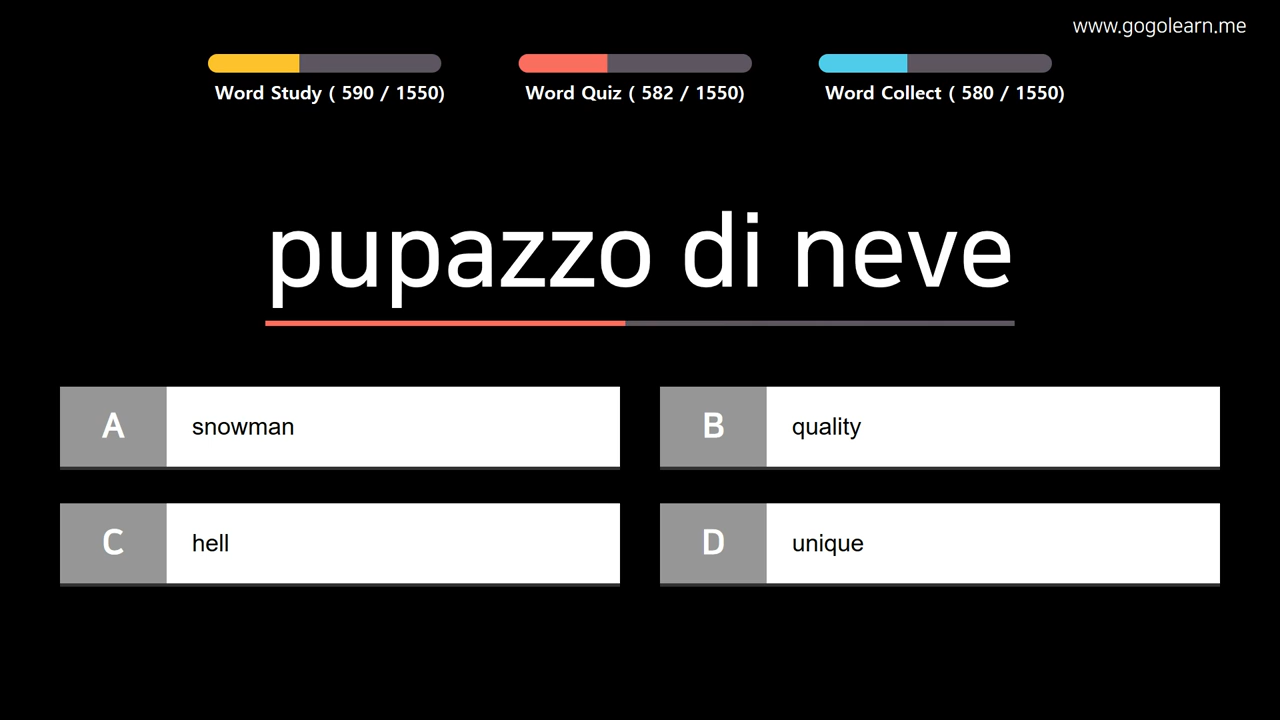 www.gogolearn.me
Word Study ( 590 / 1550)
Word Quiz ( 582 / 1550)
Word Collect ( 580 / 1550)
pupazzo di neve
A snowman
B quality
C hell
D unique